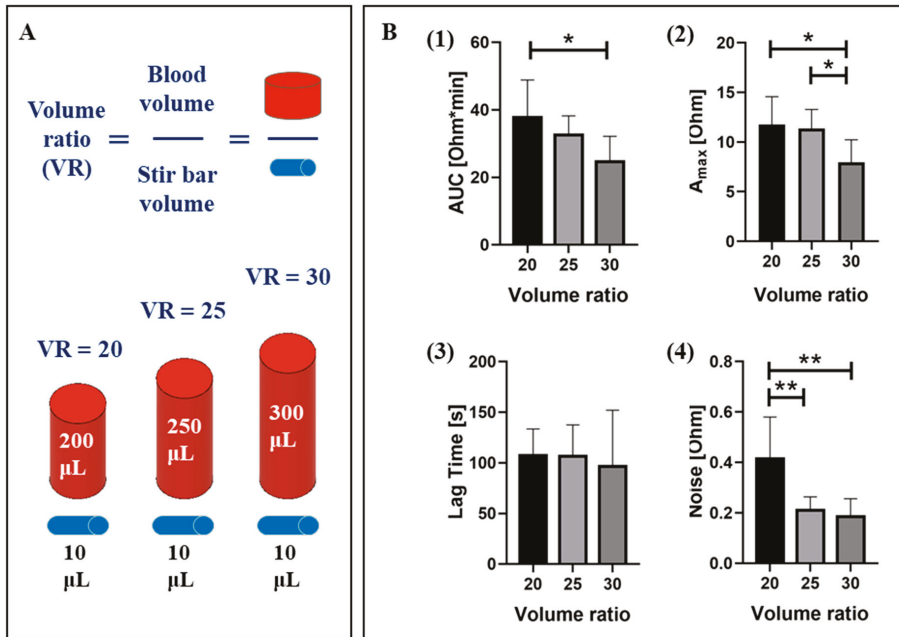 A
Volume
ratio
(VR)
=
Blood
volume
Stir bar
volume
=
VR = 20
VR = 25
VR = 30
200
µL
250
µL
300
µL
10
µL
10
µL
10
µL
B
(1)
AUC [Ohm*min]
60
40
20
0
*
20 25 30
Volume ratio
(2)
Amax [Ohm]
20
15
10
5
0
*
*
20 25 30
Volume ratio
(3)
Lag Time [s]
200
150
100
50
0
20 25 30
Volume ratio
(4)
Noise [Ohm]
0.8
0.6
0.4
0.2
0.0
**
**
20 25 30
Volume ratio